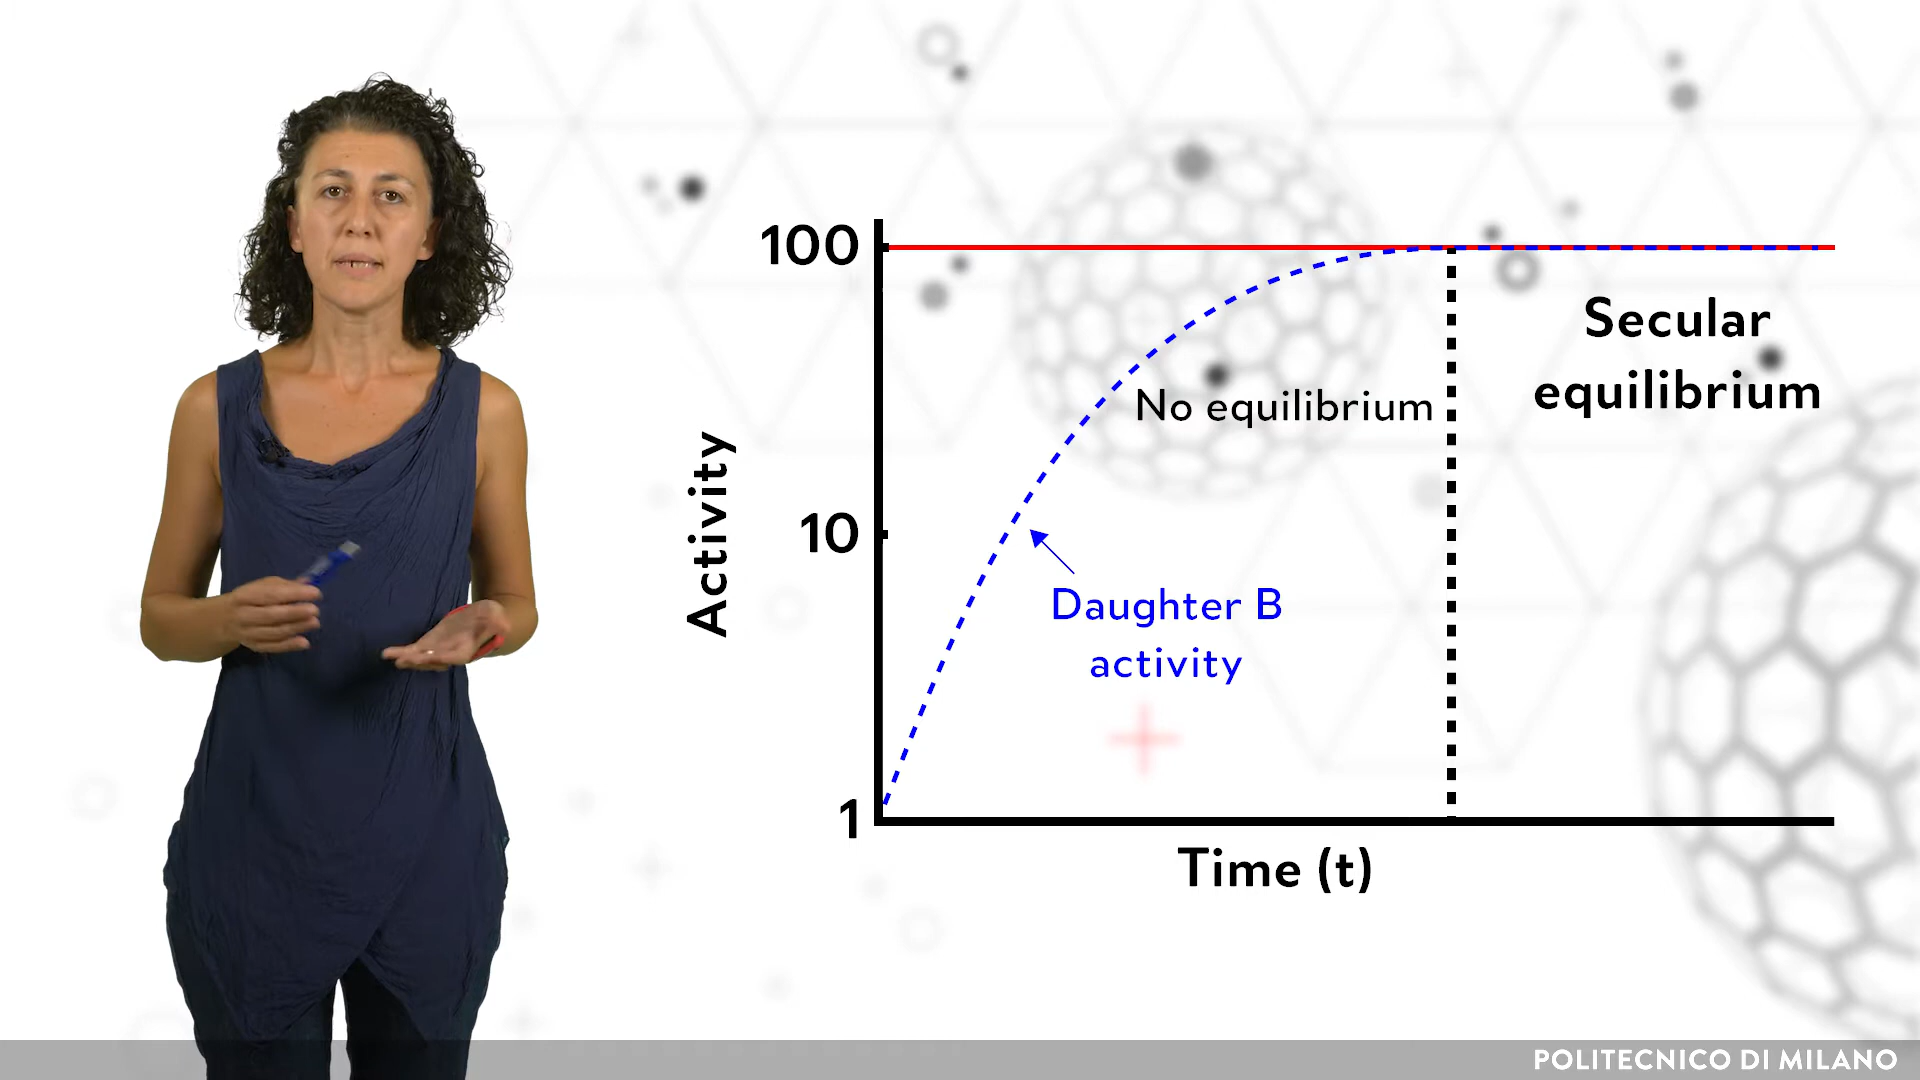 100
10
1
Activity
No equilibrium
Secular
equilibrium
Daughter B
activity
Time (t)
POLITECNICO DI MILANO